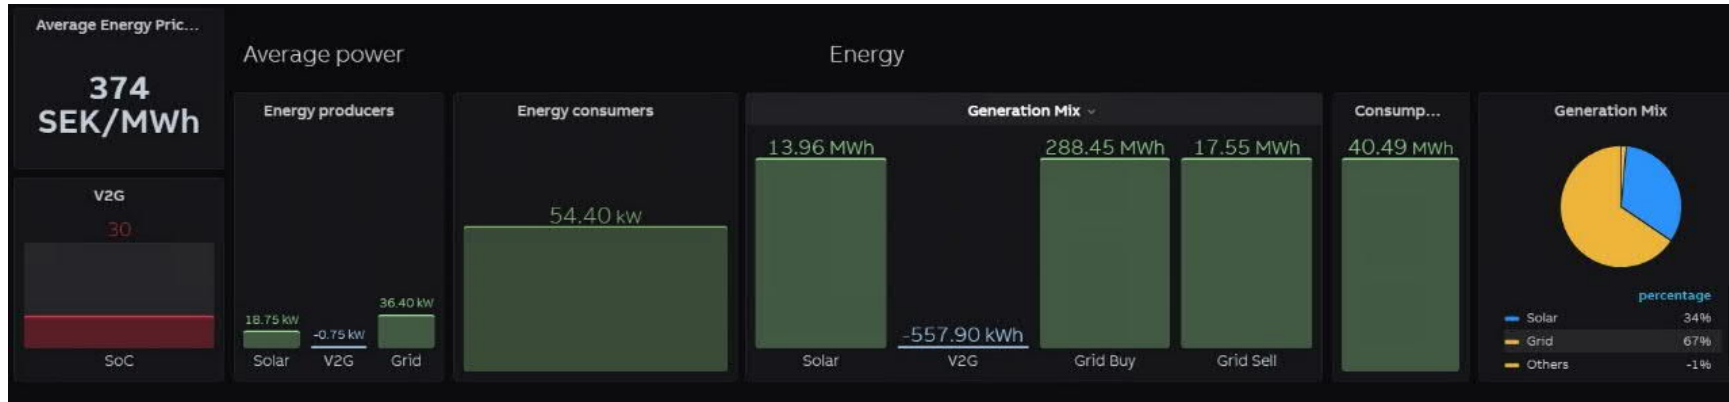 Average Energy Pric...
374
SEK/MWh
V2G
30
SoC
Average power
Energy producers
18.75 kW
-0.75 kW
36.40 kW
Solar
V2G
Grid
Energy consumers
54.40 kW
Energy
Generation Mix
13.96 MWh
-557.90 kWh
288.45 MWh
17.55 MWh
Solar
V2G
Grid Buy
Grid Sell
Consump...
40.49 MWh
Generation Mix
percentage
Solar 34%
Grid 67%
Others -1%